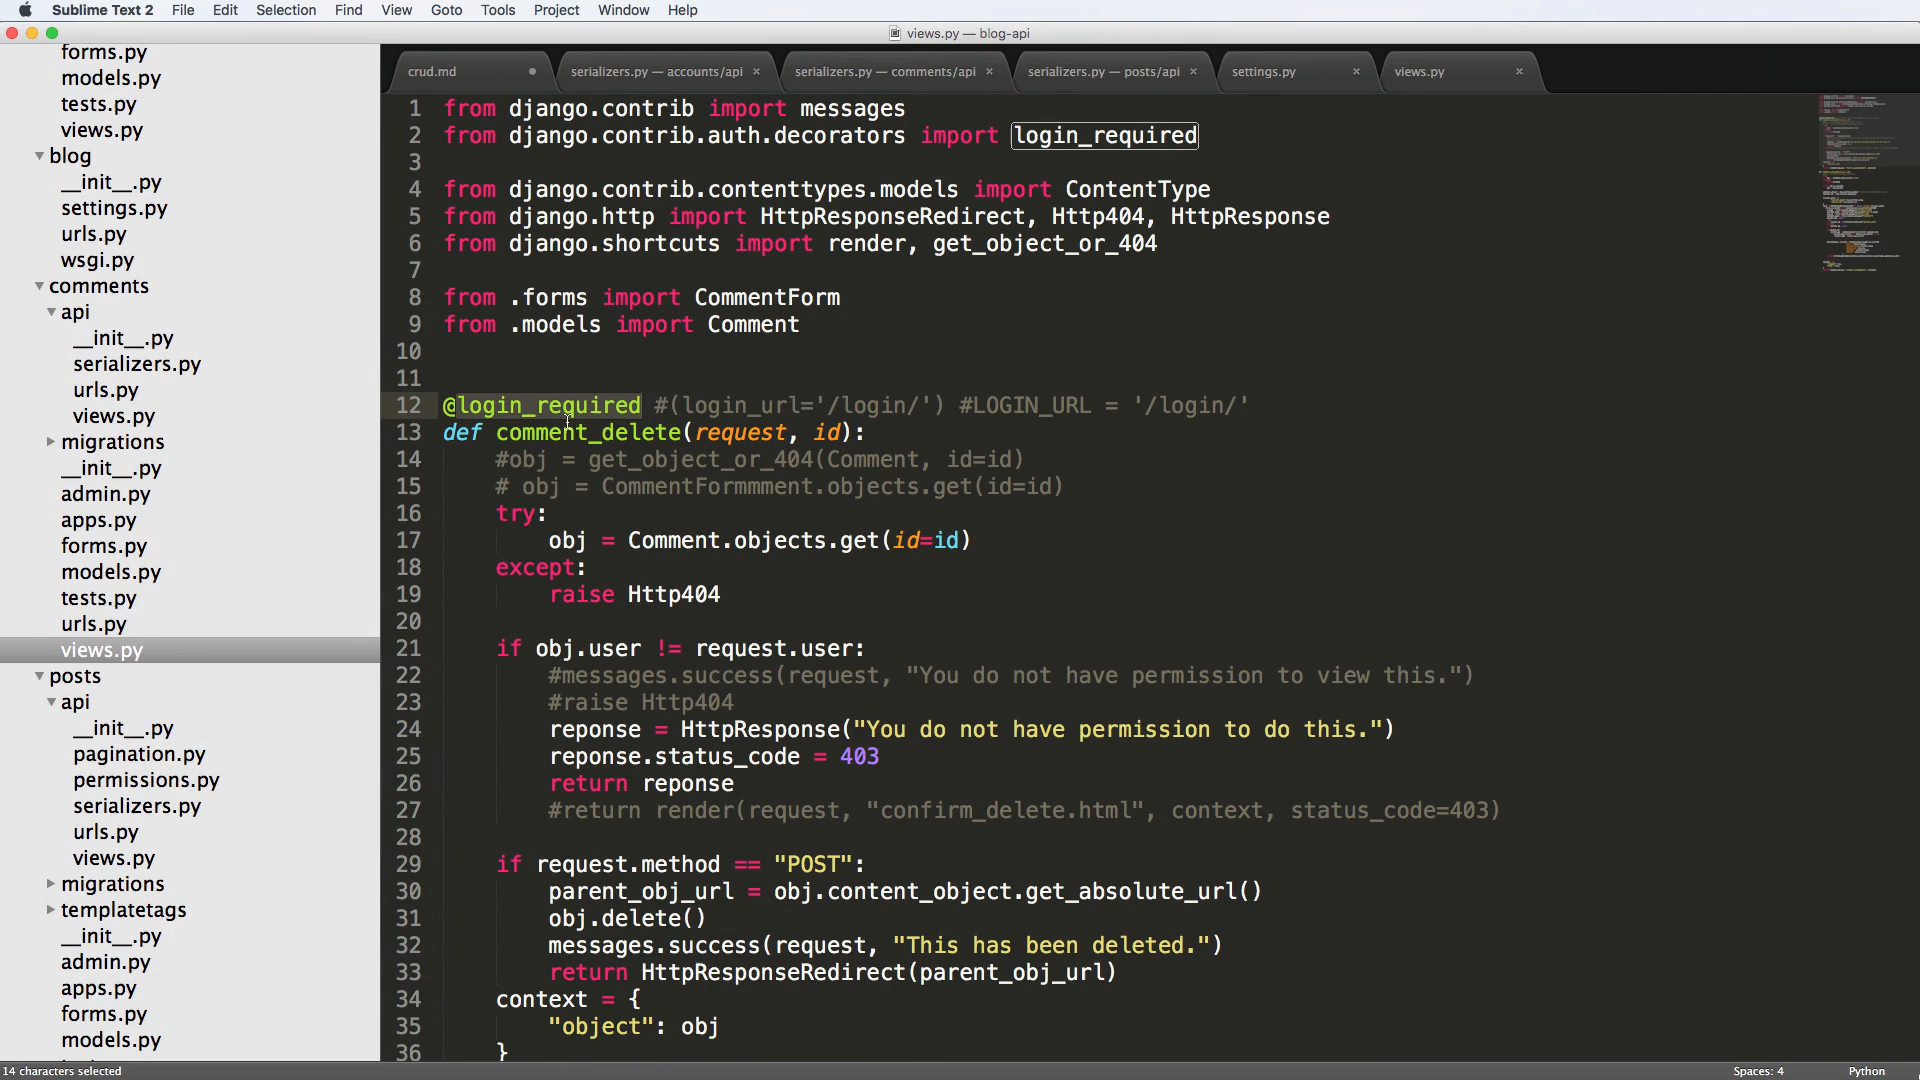 Sublime Text 2 File Edit Selection Find View Goto Tools Project Window Help
views.py — blog-api
forms.py
models.py
tests.py
views.py
blog
__init__.py
settings.py
urls.py
wsgi.py
comments
api
__init__.py
serializers.py
urls.py
views.py
migrations
__init__.py
admin.py
apps.py
forms.py
models.py
tests.py
urls.py
views.py
posts
api
__init__.py
pagination.py
permissions.py
serializers.py
urls.py
views.py
migrations
templatetags
__init__.py
admin.py
apps.py
forms.py
models.py
crud.md serializers.py — accounts/api × serializers.py — comments/api × serializers.py — posts/api × settings.py × views.py ×
1 from django.contrib import messages
2 from django.contrib.auth.decorators import login_required
3
4 from django.contrib.contenttypes.models import ContentType
5 from django.http import HttpResponseRedirect, Http404, HttpResponse
6 from django.shortcuts import render, get_object_or_404
7
8 from .forms import CommentForm
9 from .models import Comment
10
11
12 @login_required #(login_url='/login/') #LOGIN_URL = '/login/'
13 def comment_delete(request, id):
14 #obj = get_object_or_404(Comment, id=id)
15 # obj = CommentFormmment.objects.get(id=id)
16 try:
17 obj = Comment.objects.get(id=id)
18 except:
19 raise Http404
20
21 if obj.user != request.user:
22 #messages.success(request, "You do not have permission to view this.")
23 #raise Http404
24 reponse = HttpResponse("You do not have permission to do this.")
25 reponse.status_code = 403
26 return reponse
27 #return render(request, "confirm_delete.html", context, status_code=403)
28
29 if request.method == "POST":
30 parent_obj_url = obj.content_object.get_absolute_url()
31 obj.delete()
32 messages.success(request, "This has been deleted.")
33 return HttpResponseRedirect(parent_obj_url)
34 context = {
35 "object": obj
36 }
14 characters selected Spaces: 4 Python